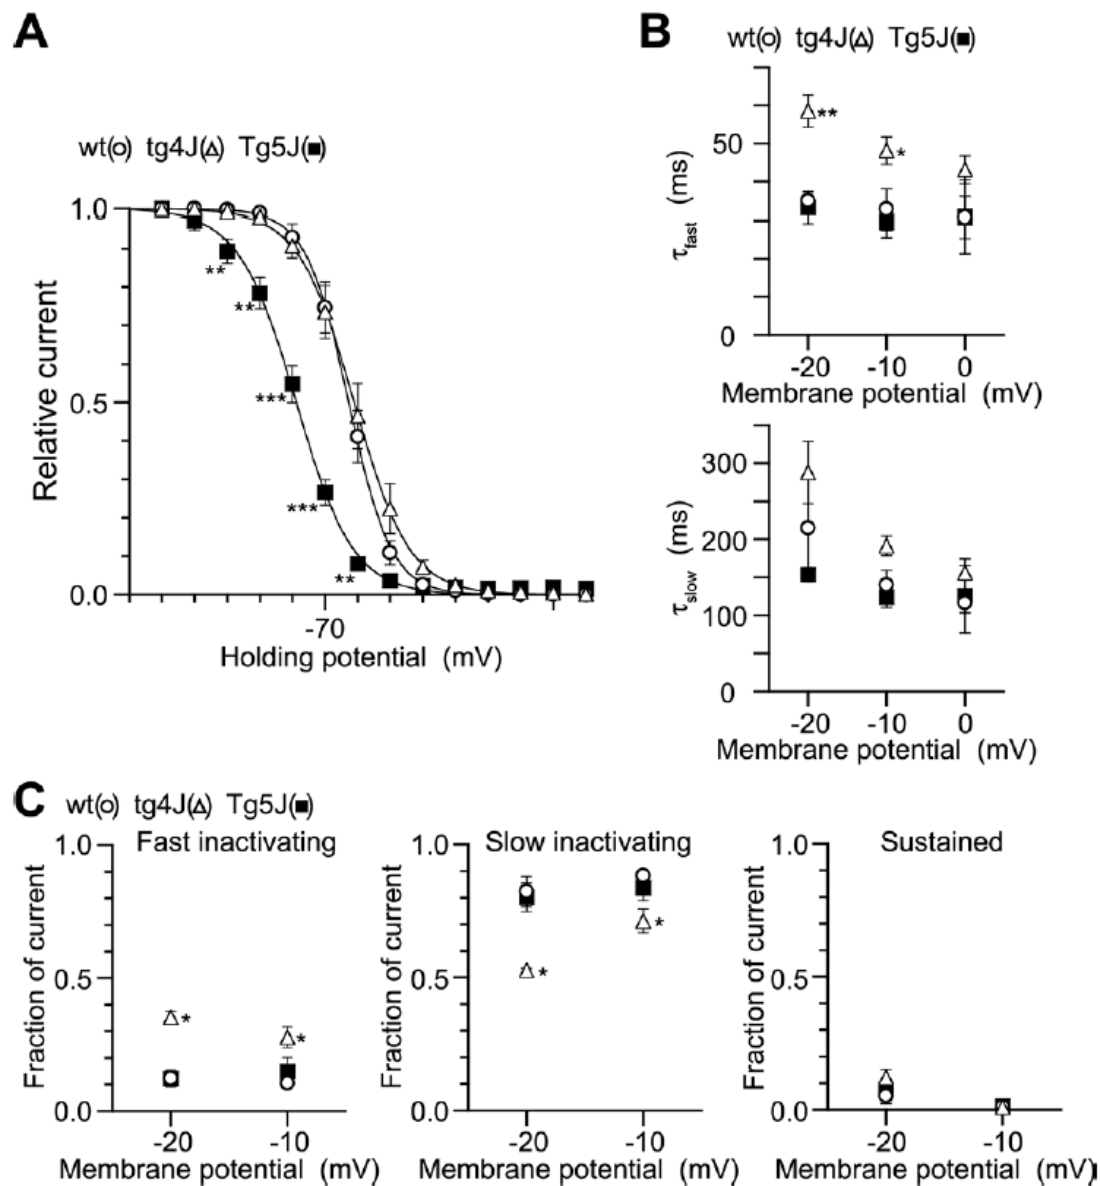 A
wt(○) tg4J(△) Tg5J(■)
1.0
0.5
0.0
Relative current
**
**
***
***
**
-70
Holding potential (mV)
B
wt(○) tg4J(△) Tg5J(■)
50
0
τfast (ms)
**
*
-20 -10 0
Membrane potential (mV)
300
200
100
0
τslow (ms)
-20 -10 0
Membrane potential (mV)
C
wt(○) tg4J(△) Tg5J(■)
Fast inactivating
1.0
0.5
0.0
Fraction of current
*
*
-20 -10
Membrane potential (mV)
Slow inactivating
1.0
0.5
0.0
Fraction of current
*
*
-20 -10
Membrane potential (mV)
Sustained
1.0
0.5
0.0
Fraction of current
-20 -10
Membrane potential (mV)